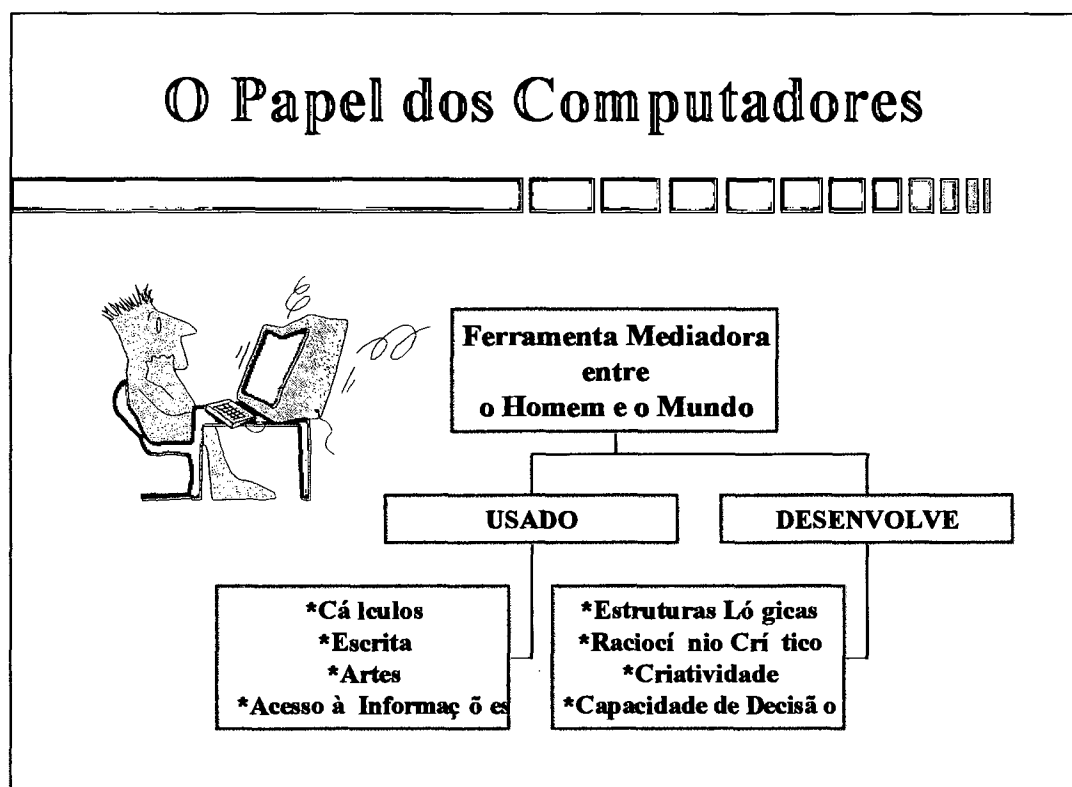 O Papel dos Computadores
Ferramenta Mediadora
entre
o Homem e o Mundo
USADO
DESENVOLVE
*Cá lculos
*Escrita
*Artes
*Acesso à Informaç õ es
*Estruturas Ló gicas
*Raciocí nio Crí tico
*Criatividade
*Capacidade de Decisã o